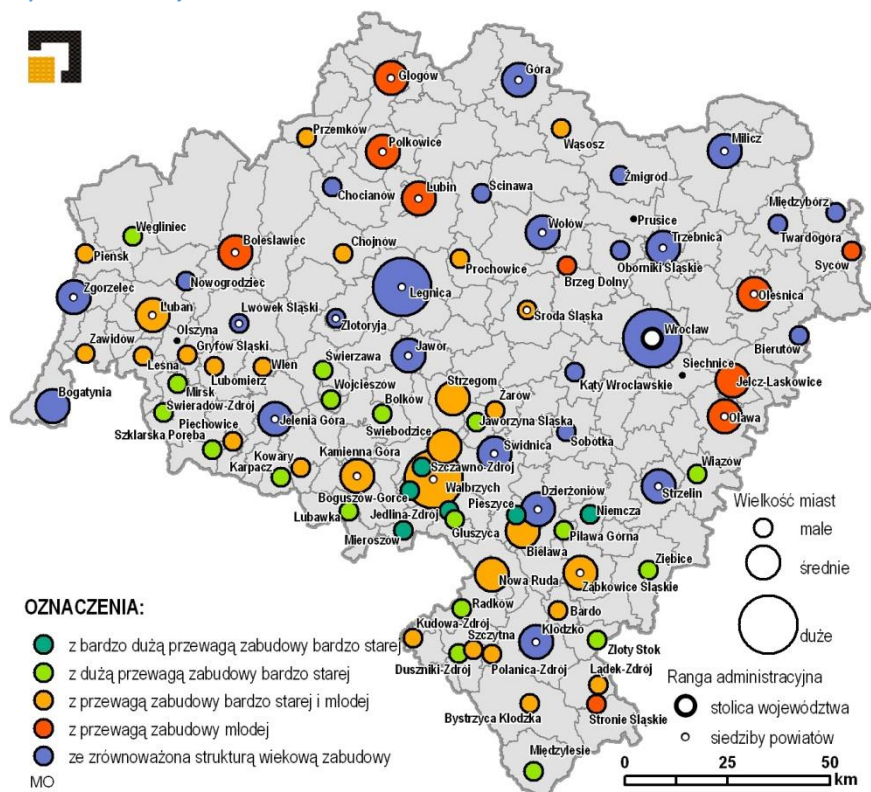 Głogów
Góra
Przemków
Wąsosz
Polkowice
Milicz
Żmigród
Chocianów
Lubin
Ścinawa
Międzybórz
Prusice
Twardogóra
Węgliniec
Wołów
Trzebnica
Bolesławiec
Chojnów
Pieńsk
Prochowice
Oborniki Śląskie
Syców
Brzeg Dolny
Nowogrodziec
Zgorzelec
Legnica
Oleśnica
Lwówek Śląski
Lubań
Złotoryja
Środa Śląska
Olszyna
Wrocław
Zawidów
Gryfów Śląski
Jawor
Bierutów
Leśna
Wleń
Świerzawa
Siechnice
Lubomierz
Mirsk
Wojcieszów
Strzegom
Kąty Wrocławskie
Jelcz-Laskowice
Bogatynia
Bolków
Żarów
Świeradów-Zdrój
Jelenia Góra
Jaworzyna Śląska
Oława
Piechowice
Świebodzice
Szklarska Poręba
Sobótka
Kowary
Kamienna Góra
Świdnica
Karpacz
Szczawno-Zdrój
Wiązów
Wałbrzych
Boguszów-Gorce
Dzierżoniów
Strzelin
Pieszyce
Wielkość miast
Lubawka
Jedlina-Zdrój
Niemcza
Głuszyca
małe
Mieroszów
Piława Górna
Bielawa
średnie
Ziębice
Nowa Ruda
Ząbkowice Śląskie
OZNACZENIA:
Radków
Bardo
duże
Kudowa-Zdrój
z bardzo dużą przewagą zabudowy bardzo starej
Szczytna
Kłodzko
Złoty Stok
z dużą przewagą zabudowy bardzo starej
Duszniki-Zdrój
Polanica-Zdrój
Lądek-Zdrój
Ranga administracyjna
z przewagą zabudowy bardzo starej i młodej
stolica województwa
Bystrzyca Kłodzka
Stronie Śląskie
z przewagą zabudowy młodej
siedziby powiatów
ze zrównoważona strukturą wiekową zabudowy
Międzylesie
0 25 50
km
MO